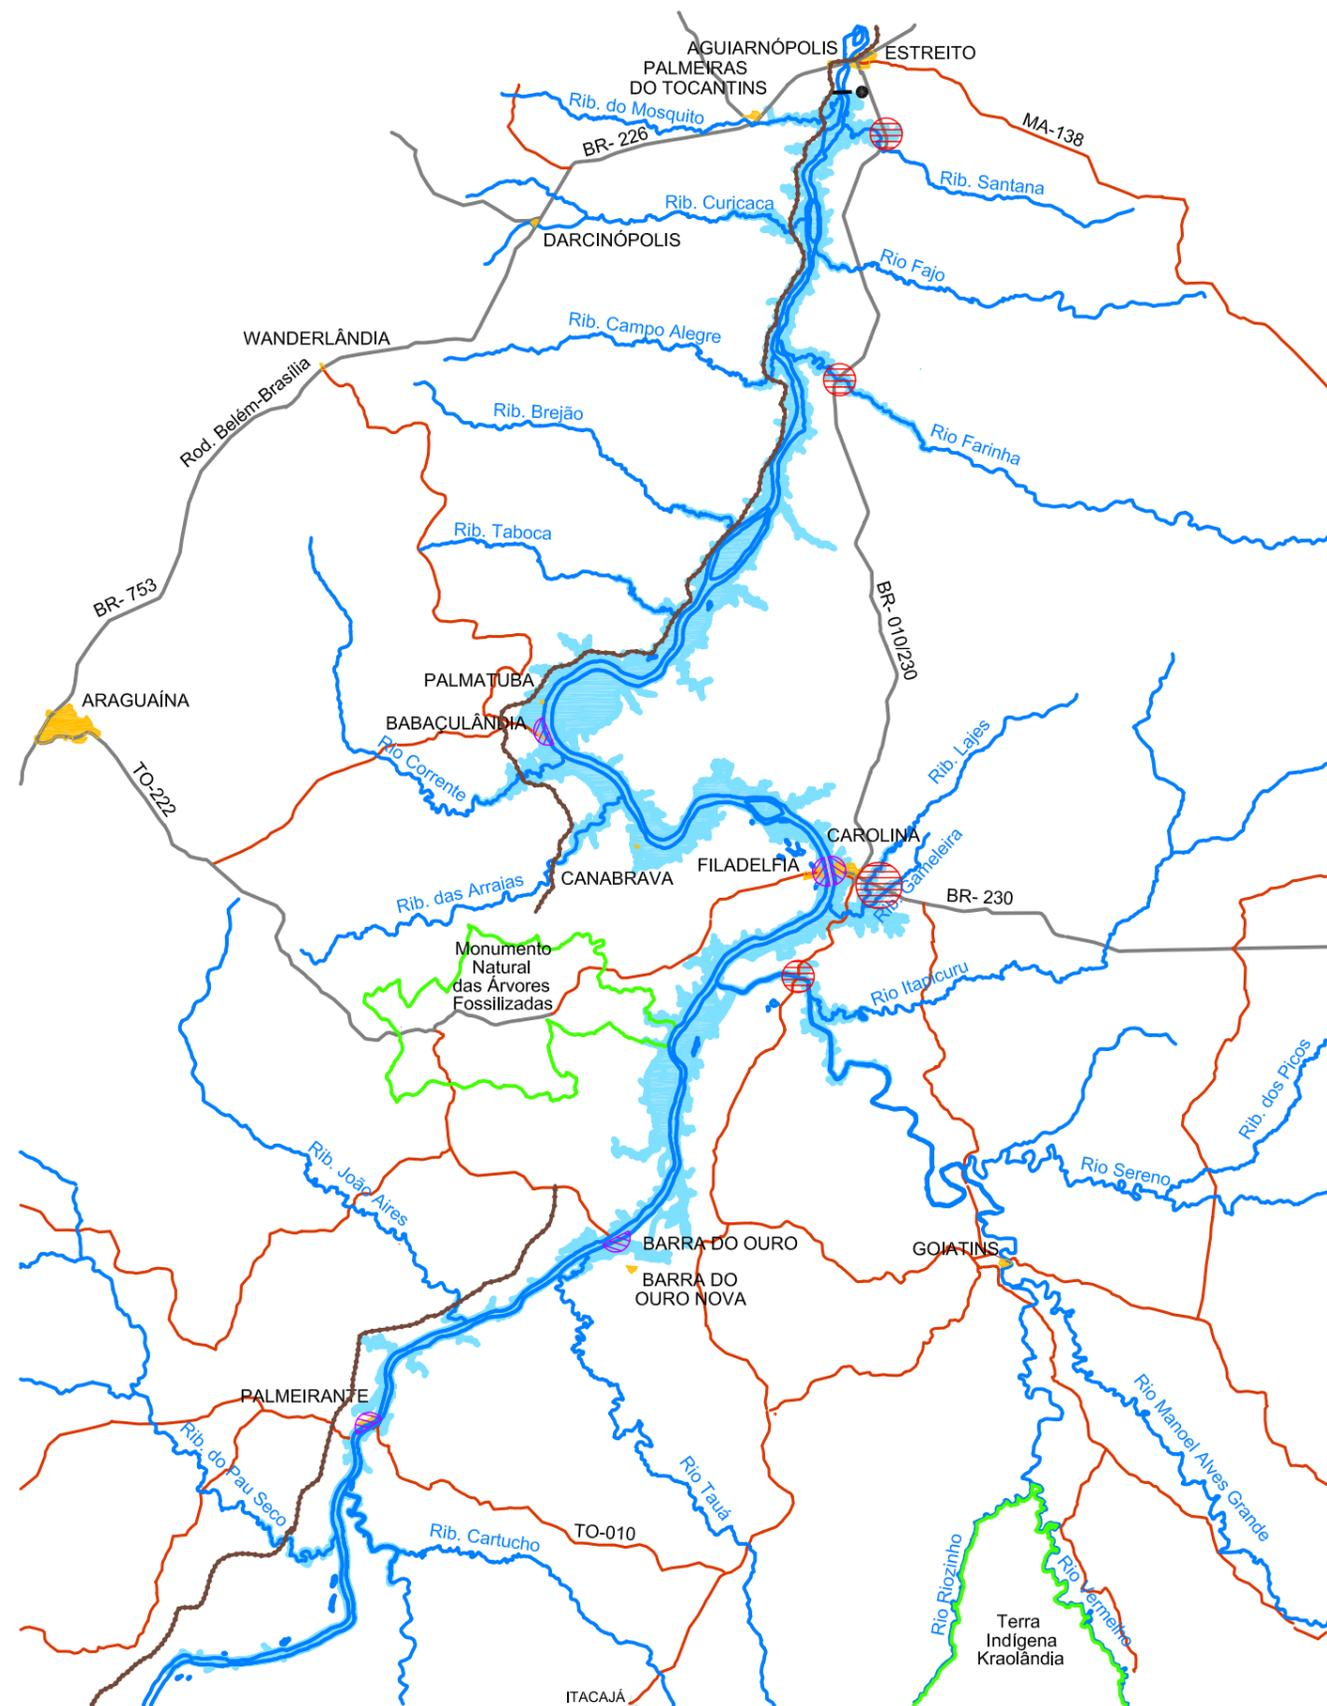 AGUIARNÓPOLIS
ESTREITO
PALMEIRAS
DO TOCANTINS
Rib. do Mosquito
MA-138
BR- 226
Rib. Santana
Rib. Curicaca
DARCINÓPOLIS
Rio Fajo
Rib. Campo Alegre
WANDERLÂNDIA
Rod. Belém-Brasília
Rib. Brejão
Rio Farinha
Rib. Taboca
BR- 753
BR- 010/230
PALMATUBA
ARAGUAÍNA
BABAÇULÂNDIA
Rio Corrente
Rib. Lajes
TO-222
CAROLINA
FILADELFIA
Rib. Gameleira
CANABRAVA
Rib. das Arraias
BR- 230
Monumento
Natural
das Árvores
Fossilizadas
Rio Itapicuru
Rib. dos Picos
Rib. João Aires
Rio Sereno
BARRA DO OURO
GOIATINS
BARRA DO
OURO NOVA
PALMEIRANTE
Rio Manoel Alves Grande
Rib. do Pau Seco
Rio Tauá
TO-010
Rib. Cartucho
Rio Riozinho
Rio Vermelho
Terra
Indígena
Kraolândia
ITACAJÁ